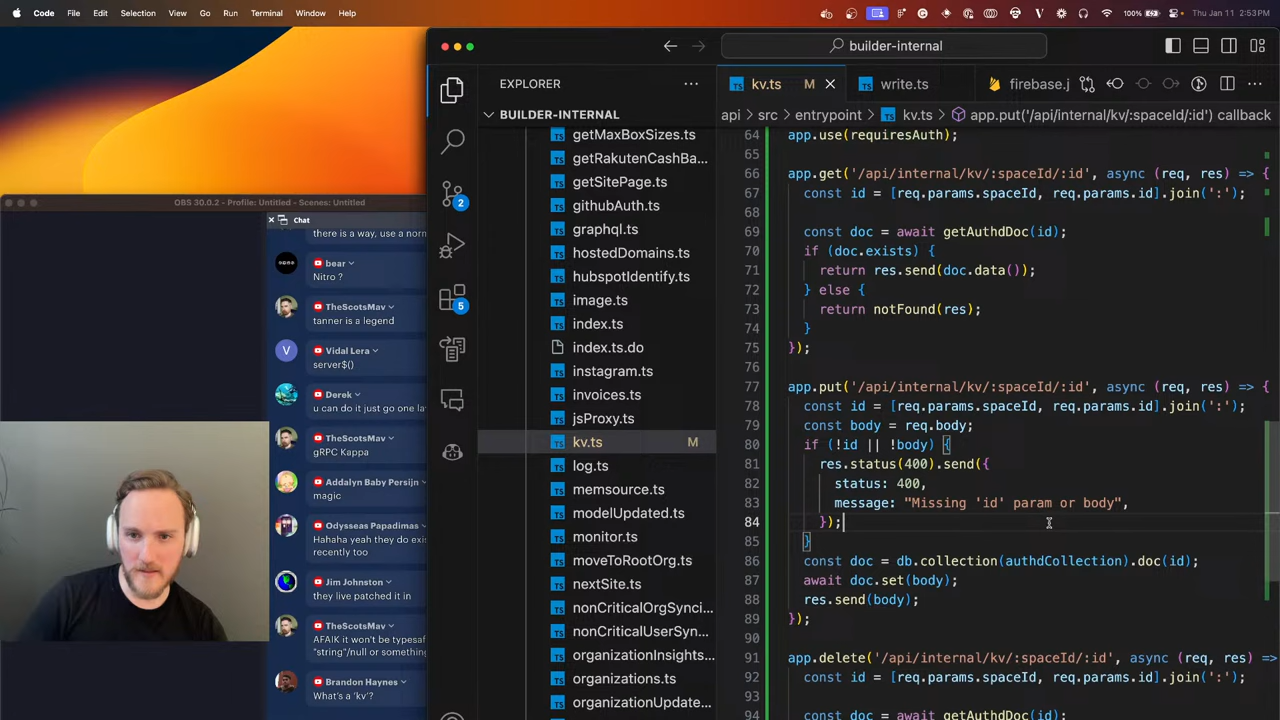 Code File Edit Selection View Go Run Terminal Window Help
100% Thu Jan 11 2:53PM
builder-internal
OBS 30.0.2 - Profile: Untitled - Scenes: Untitled
Chat
there is a way, use a norm
bear
Nitro ?
TheScotsMav
tanner is a legend
Vidal Lera
server$()
Derek
u can do it just go one la
TheScotsMav
gRPC Kappa
Addalyn Baby Persijn
magic
Odysseas Papadimas
Hahaha yeah they do exis
recently too
Jim Johnston
they live patched it in
TheScotsMav
AFAIK it won't be typesaf
"string"/null or something
Brandon Haynes
What's a 'kv'?
2
5
EXPLORER
BUILDER-INTERNAL
getMaxBoxSizes.ts
getRakutenCashBa...
getSitePage.ts
githubAuth.ts
graphql.ts
hostedDomains.ts
hubspotIdentify.ts
image.ts
index.ts
index.ts.do
instagram.ts
invoices.ts
jsProxy.ts
kv.ts M
log.ts
memsource.ts
modelUpdated.ts
monitor.ts
moveToRootOrg.ts
nextSite.ts
nonCriticalOrgSynci...
nonCriticalUserSyn...
organizationInsights...
organizations.ts
organizationUpdate...
kv.ts M
write.ts
firebase.j
api > src > entrypoint > kv.ts > app.put('/api/internal/kv/:spaceId/:id') callback
64 app.use(requiresAuth);
65
66 app.get('/api/internal/kv/:spaceId/:id', async (req, res) => {
67 const id = [req.params.spaceId, req.params.id].join(':');
68
69 const doc = await getAuthdDoc(id);
70 if (doc.exists) {
71 return res.send(doc.data());
72 } else {
73 return notFound(res);
74 }
75 });
76
77 app.put('/api/internal/kv/:spaceId/:id', async (req, res) => {
78 const id = [req.params.spaceId, req.params.id].join(':');
79 const body = req.body;
80 if (!id || !body) {
81 res.status(400).send({
82 status: 400,
83 message: "Missing 'id' param or body",
84 });
85 }
86 const doc = db.collection(authdCollection).doc(id);
87 await doc.set(body);
88 res.send(body);
89 });
90
91 app.delete('/api/internal/kv/:spaceId/:id', async (req, res) =>
92 const id = [req.params.spaceId, req.params.id].join(':');
93
94 const doc = await getAuthdDoc(id);